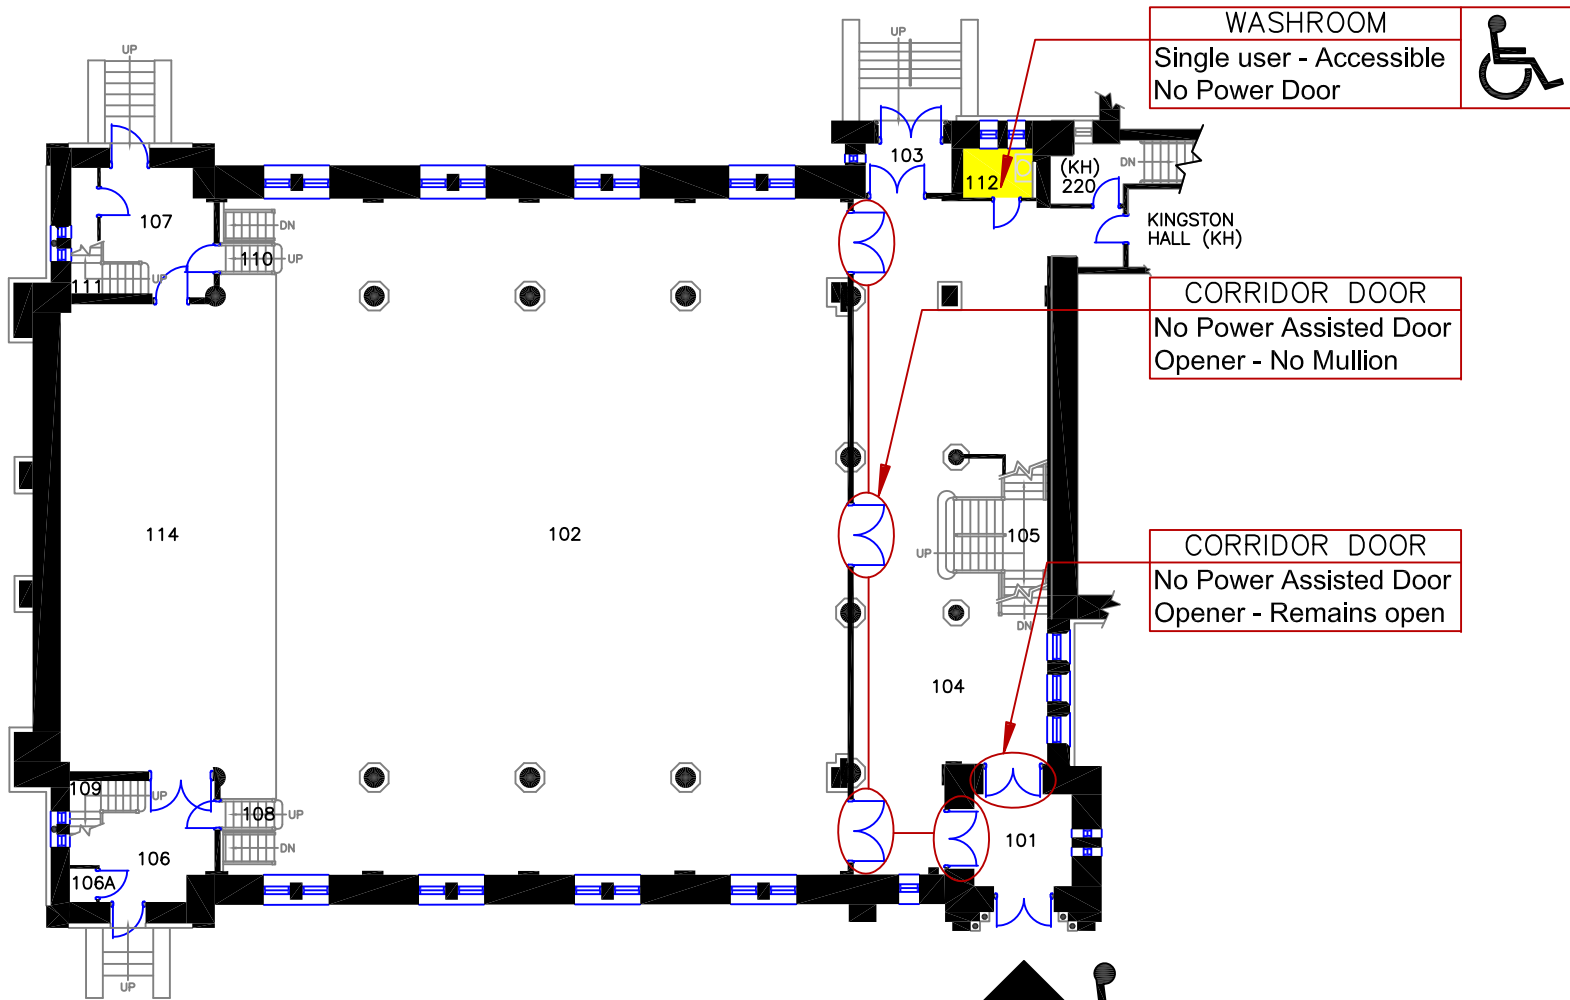 WASHROOM
Single user - Accessible
No Power Door
UP
UP
103
112
(KH)
220
DN
KINGSTON
HALL (KH)
107
DN
110
UP
111
UP
CORRIDOR DOOR
No Power Assisted Door
Opener - No Mullion
114
102
105
UP
DN
CORRIDOR DOOR
No Power Assisted Door
Opener - Remains open
104
109
UP
108
UP
DN
106
106A
101
UP